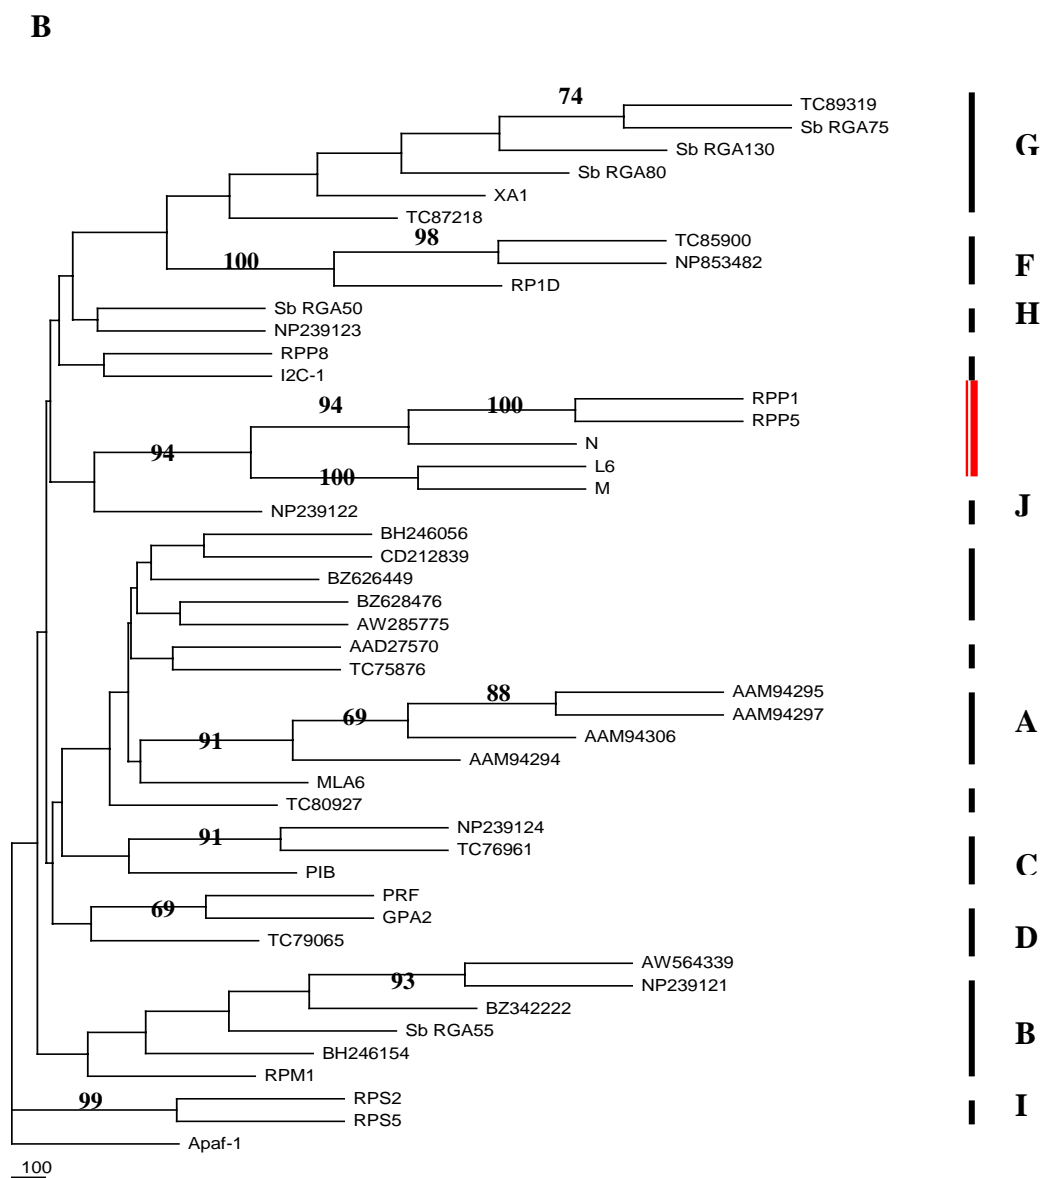 B
74
TC89319
Sb RGA75
G
Sb RGA130
Sb RGA80
XA1
TC87218
98
TC85900
100
NP853482
F
RP1D
Sb RGA50
H
NP239123
RPP8
I2C-1
94
100
RPP1
RPP5
N
94
L6
100
M
J
NP239122
BH246056
CD212839
BZ626449
BZ628476
AW285775
AAD27570
TC75876
88
AAM94295
69
AAM94297
A
91
AAM94306
AAM94294
MLA6
TC80927
91
NP239124
TC76961
C
PIB
PRF
69
GPA2
D
TC79065
AW564339
93
NP239121
BZ342222
Sb RGA55
B
BH246154
RPM1
99
RPS2
I
RPS5
Apaf-1
100